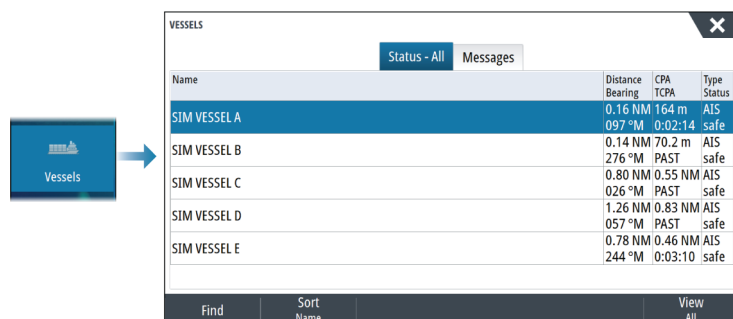 VESSELS
Status - All Messages
Name Distance CPA Type
Bearing TCPA Status
SIM VESSEL A 0.16 NM 164 m AIS
097 °M 0:02:14 safe
SIM VESSEL B 0.14 NM 70.2 m AIS
276 °M PAST safe
SIM VESSEL C 0.80 NM 0.55 NM AIS
026 °M PAST safe
SIM VESSEL D 1.26 NM 0.83 NM AIS
057 °M PAST safe
SIM VESSEL E 0.78 NM 0.46 NM AIS
244 °M 0:03:10 safe
Vessels
Find Sort View
Name All